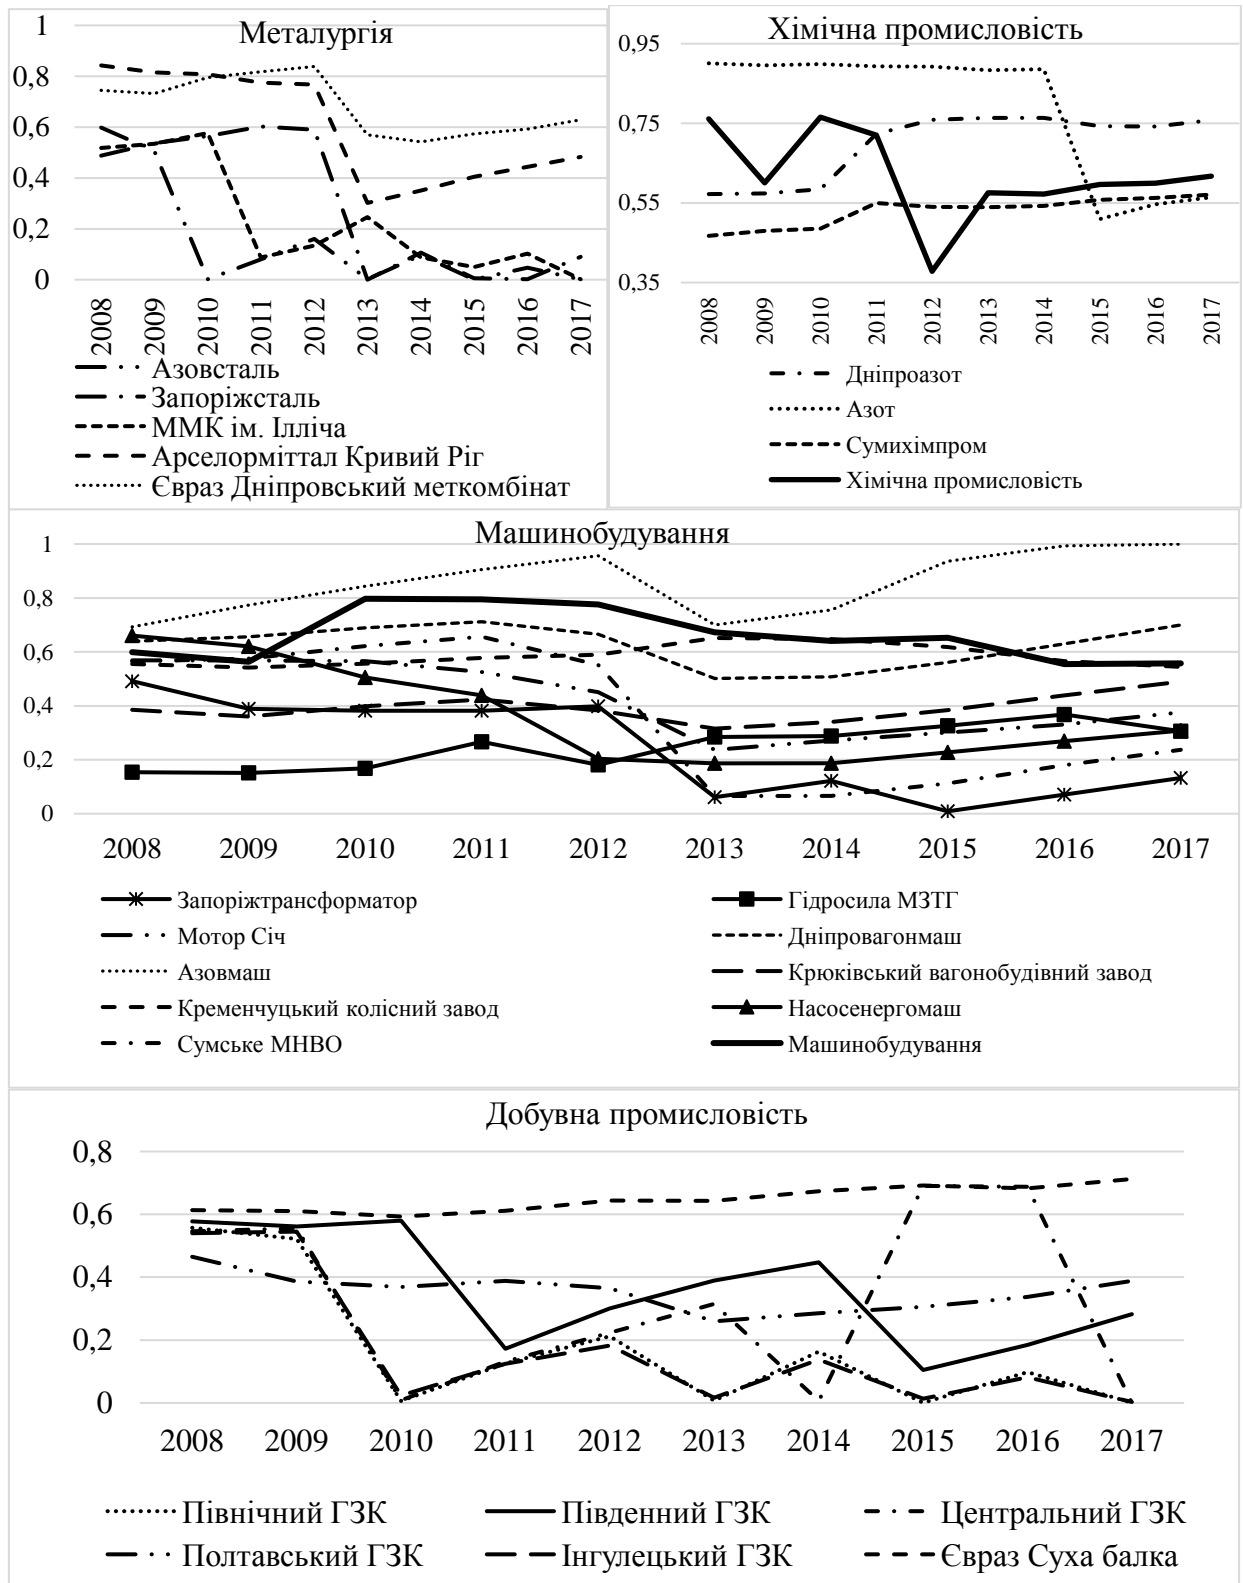 Металургія
1
0,8
0,6
0,4
0,2
0
2008
2009
2010
2011
2012
2013
2014
2015
2016
2017
Азовсталь
Запоріжсталь
ММК ім. Ілліча
Арселорміттал Кривий Ріг
Євраз Дніпровський меткомбінат
Хімічна промисловість
0,95
0,75
0,55
0,35
2008
2009
2010
2011
2012
2013
2014
2015
2016
2017
Дніпроазот
Азот
Сумихімпром
Хімічна промисловість
Машинобудування
1
0,8
0,6
0,4
0,2
0
2008 2009 2010 2011 2012 2013 2014 2015 2016 2017
Запоріжтрансформатор Гідросила МЗТГ
Мотор Січ Дніпровагонмаш
Азовмаш Крюківський вагонобудівний завод
Кременчуцький колісний завод Насосенергомаш
Сумське МНВО Машинобудування
Добувна промисловість
0,8
0,6
0,4
0,2
0
2008 2009 2010 2011 2012 2013 2014 2015 2016 2017
Північний ГЗК Південний ГЗК Центральний ГЗК
Полтавський ГЗК Інгулецький ГЗК Євраз Суха балка